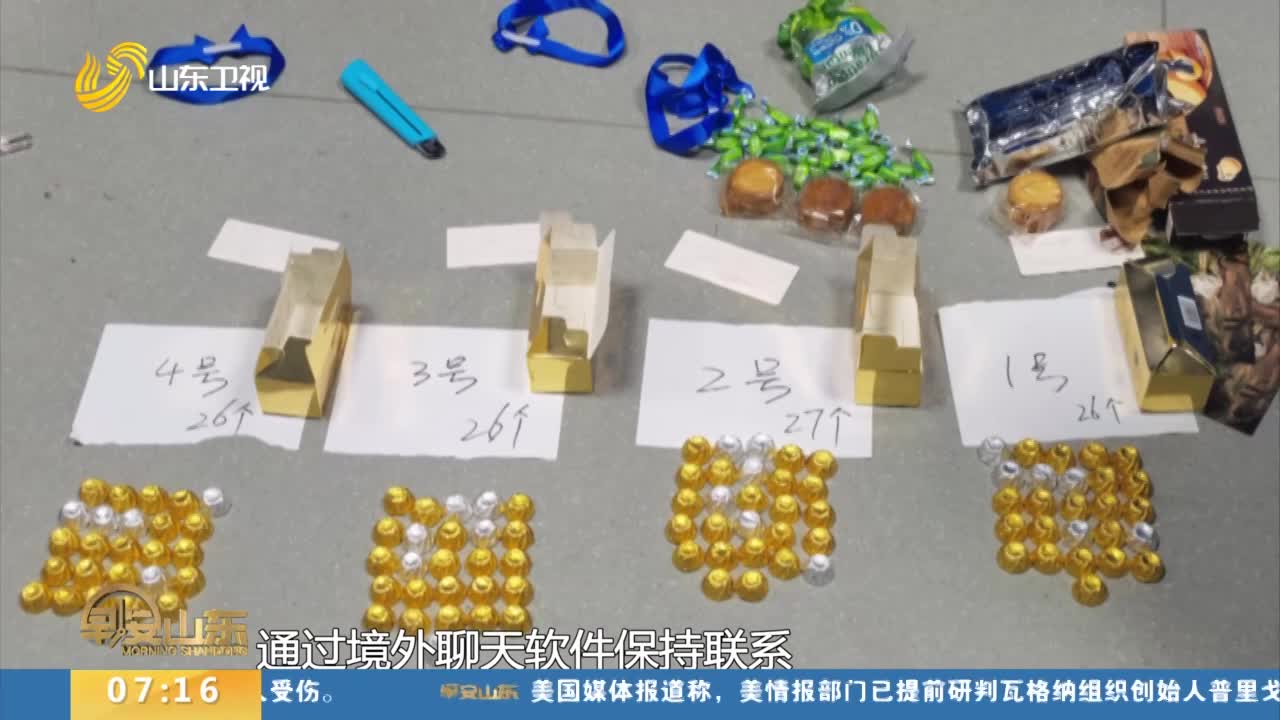 山东卫视
4号
26个
3号
26个
2号
27个
1号
26个
早安山东
MORNING SHANDONG
通过境外聊天软件保持联系
07:16
人受伤。 早安山东 美国媒体报道称，美情报部门已提前研判瓦格纳组织创始人普里戈